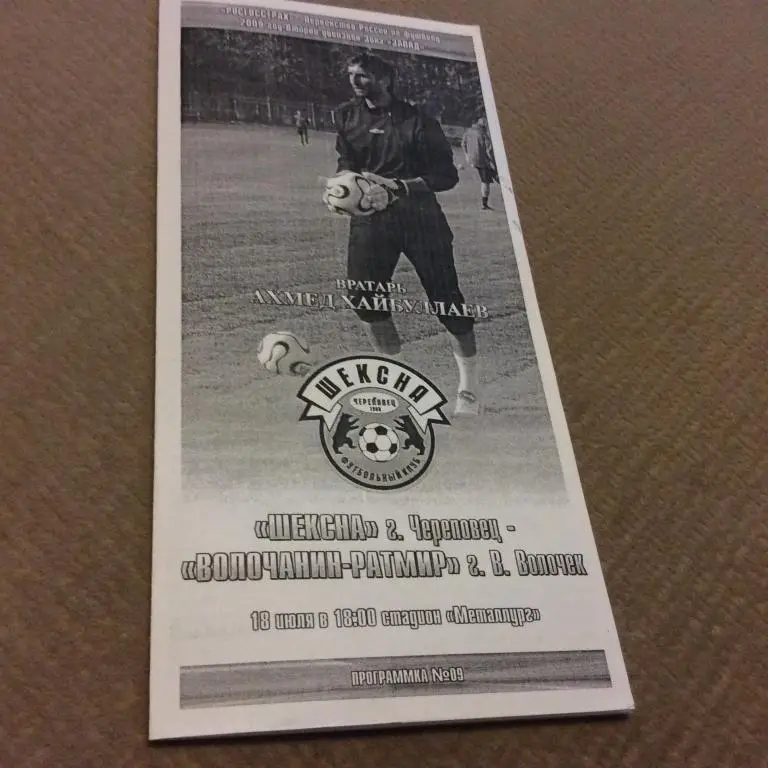 «РОСГОССТРАХ» - Первенство России по футболу
2009 год Второй дивизион Зона «ЗАПАД»
ВРАТАРЬ
АХМЕД ХАЙБУЛЛАЕВ
ШЕКСНА
ЧЕРЕПОВЕЦ
ФУТБОЛЬНЫЙ КЛУБ
«ШЕКСНА» г. Череповец -
«ВОЛОЧАНИН-РАТМИР» г. В. Волочек
18 июля в 18:00 стадион «Металлург»
ПРОГРАММКА №09